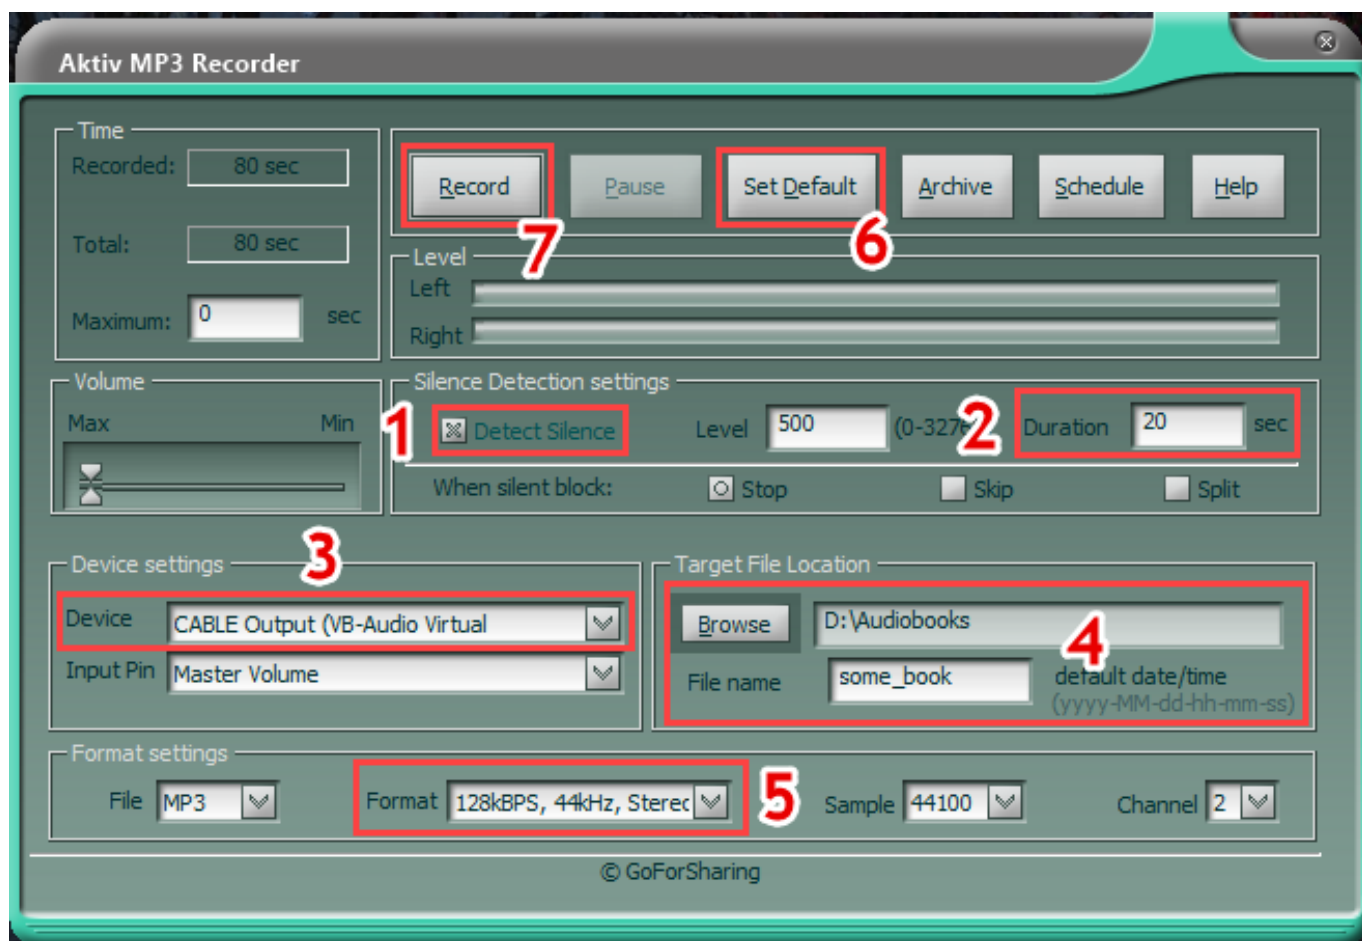 Aktiv MP3 Recorder
Time
Recorded: 80 sec
Total: 80 sec
Maximum: 0 sec
Record Pause Set Default Archive Schedule Help
7 6
Level
Left
Right
Volume
Max Min
Silence Detection settings
1 Detect Silence Level 500 (0-3276 2 Duration 20 sec
When silent block: Stop Skip Split
3
Device settings
Device CABLE Output (VB-Audio Virtual
Input Pin Master Volume
Target File Location
Browse D:\Audiobooks 4
File name some_book default date/time
(yyyy-MM-dd-hh-mm-ss)
Format settings
File MP3 Format 128kBPS, 44kHz, Stereo 5 Sample 44100 Channel 2
© GoForSharing